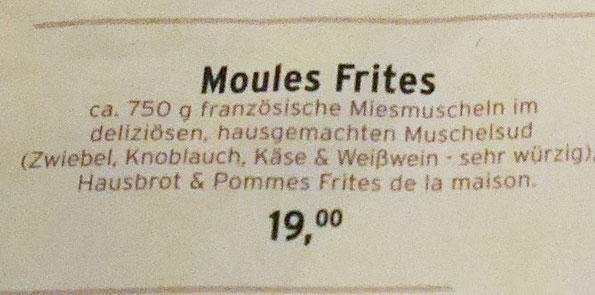 Moules Frites
ca. 750 g französische Miesmuscheln im
deliziösen, hausgemachten Muschelsud
(Zwiebel, Knoblauch, Käse & Weißwein - sehr würzig),
Hausbrot & Pommes Frites de la maison.
19,00